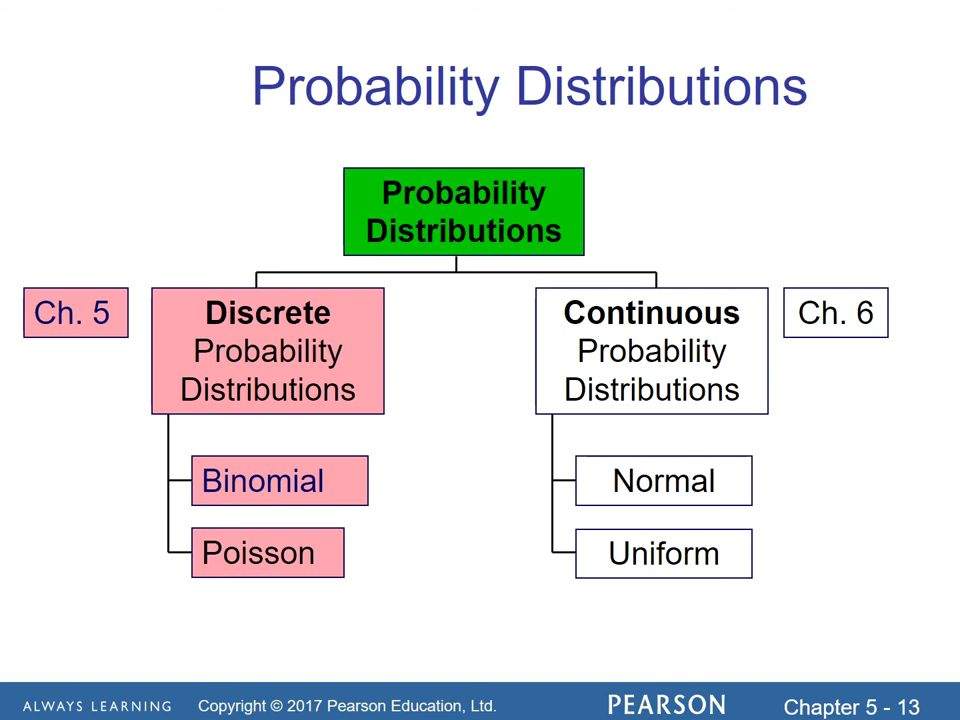 Probability Distributions
Probability
Distributions
Ch. 5
Discrete
Probability
Distributions
Continuous
Probability
Distributions
Ch. 6
Binomial
Normal
Poisson
Uniform
ALWAYS LEARNING
Copyright © 2017 Pearson Education, Ltd.
PEARSON
Chapter 5 - 13